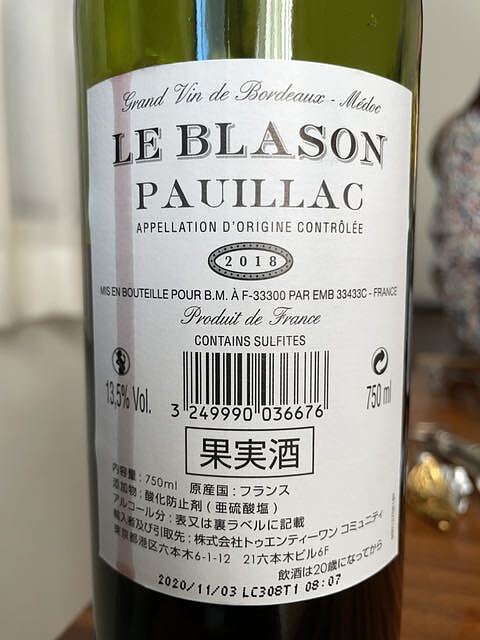 Grand Vin de Bordeaux - Médoc
LE BLASON
PAUILLAC
APPELLATION D'ORIGINE CONTRÔLÉE
2018
MIS EN BOUTEILLE POUR B.M. À F-33300 PAR EMB 33433C - FRANCE
Produit de France
CONTAINS SULFITES
13,5% Vol.
750 ml
3 249990 036676
果実酒
内容量：750ml 原産国：フランス
添加物：酸化防止剤（亜硫酸塩）
アルコール分：表又は裏ラベルに記載
輸入者及び引取先：株式会社トゥエンティーワン コミュニティ
東京都港区六本木6-1-12 21六本木ビル6F
飲酒は20歳になってから
2020/11/03 LC308T1 08:07